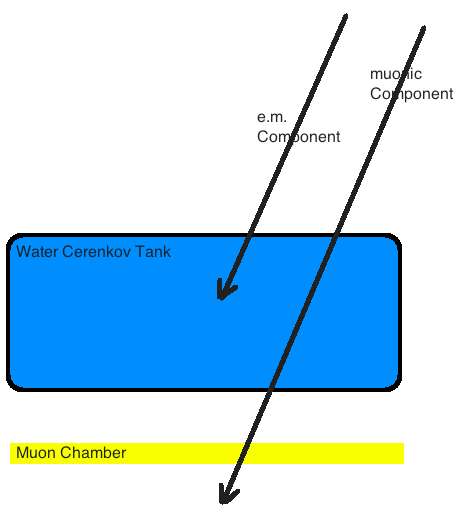 muonic
Component
e.m.
Component
Water Cerenkov Tank
Muon Chamber